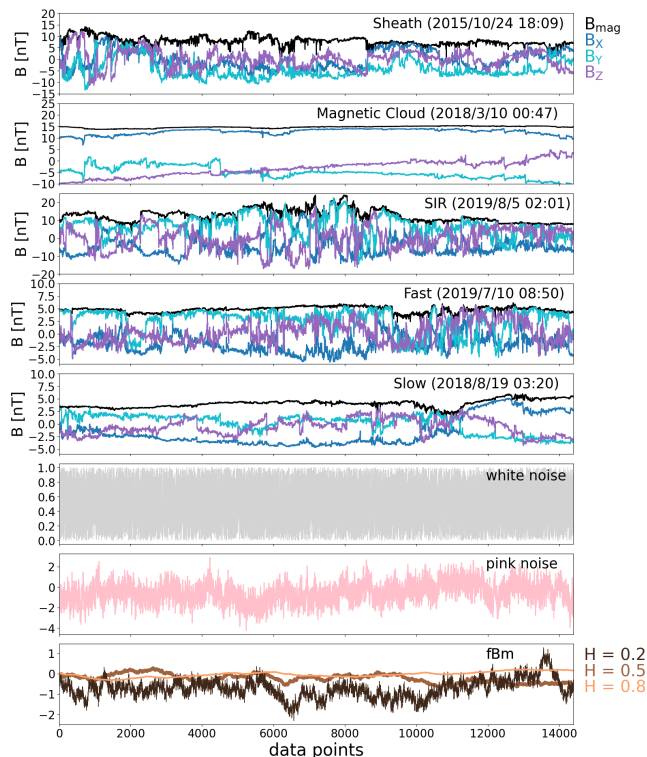 20
15
10
5
0
−5
−10
−15
B [nT]
Sheath (2015/10/24 18:09)
Bmag
BX
BY
BZ
25
20
15
10
5
0
−5
−10
B [nT]
Magnetic Cloud (2018/3/10 00:47)
20
10
0
−10
−20
B [nT]
SIR (2019/8/5 02:01)
10.0
7.5
5.0
2.5
0.0
−2.5
−5.0
B [nT]
Fast (2019/7/10 08:50)
10.0
7.5
5.0
2.5
0.0
−2.5
−5.0
B [nT]
Slow (2018/8/19 03:20)
1.0
0.8
0.6
0.4
0.2
0.0
white noise
2
0
−2
−4
pink noise
1
0
−1
−2
fBm
H = 0.2
H = 0.5
H = 0.8
0 2000 4000 6000 8000 10000 12000 14000
data points